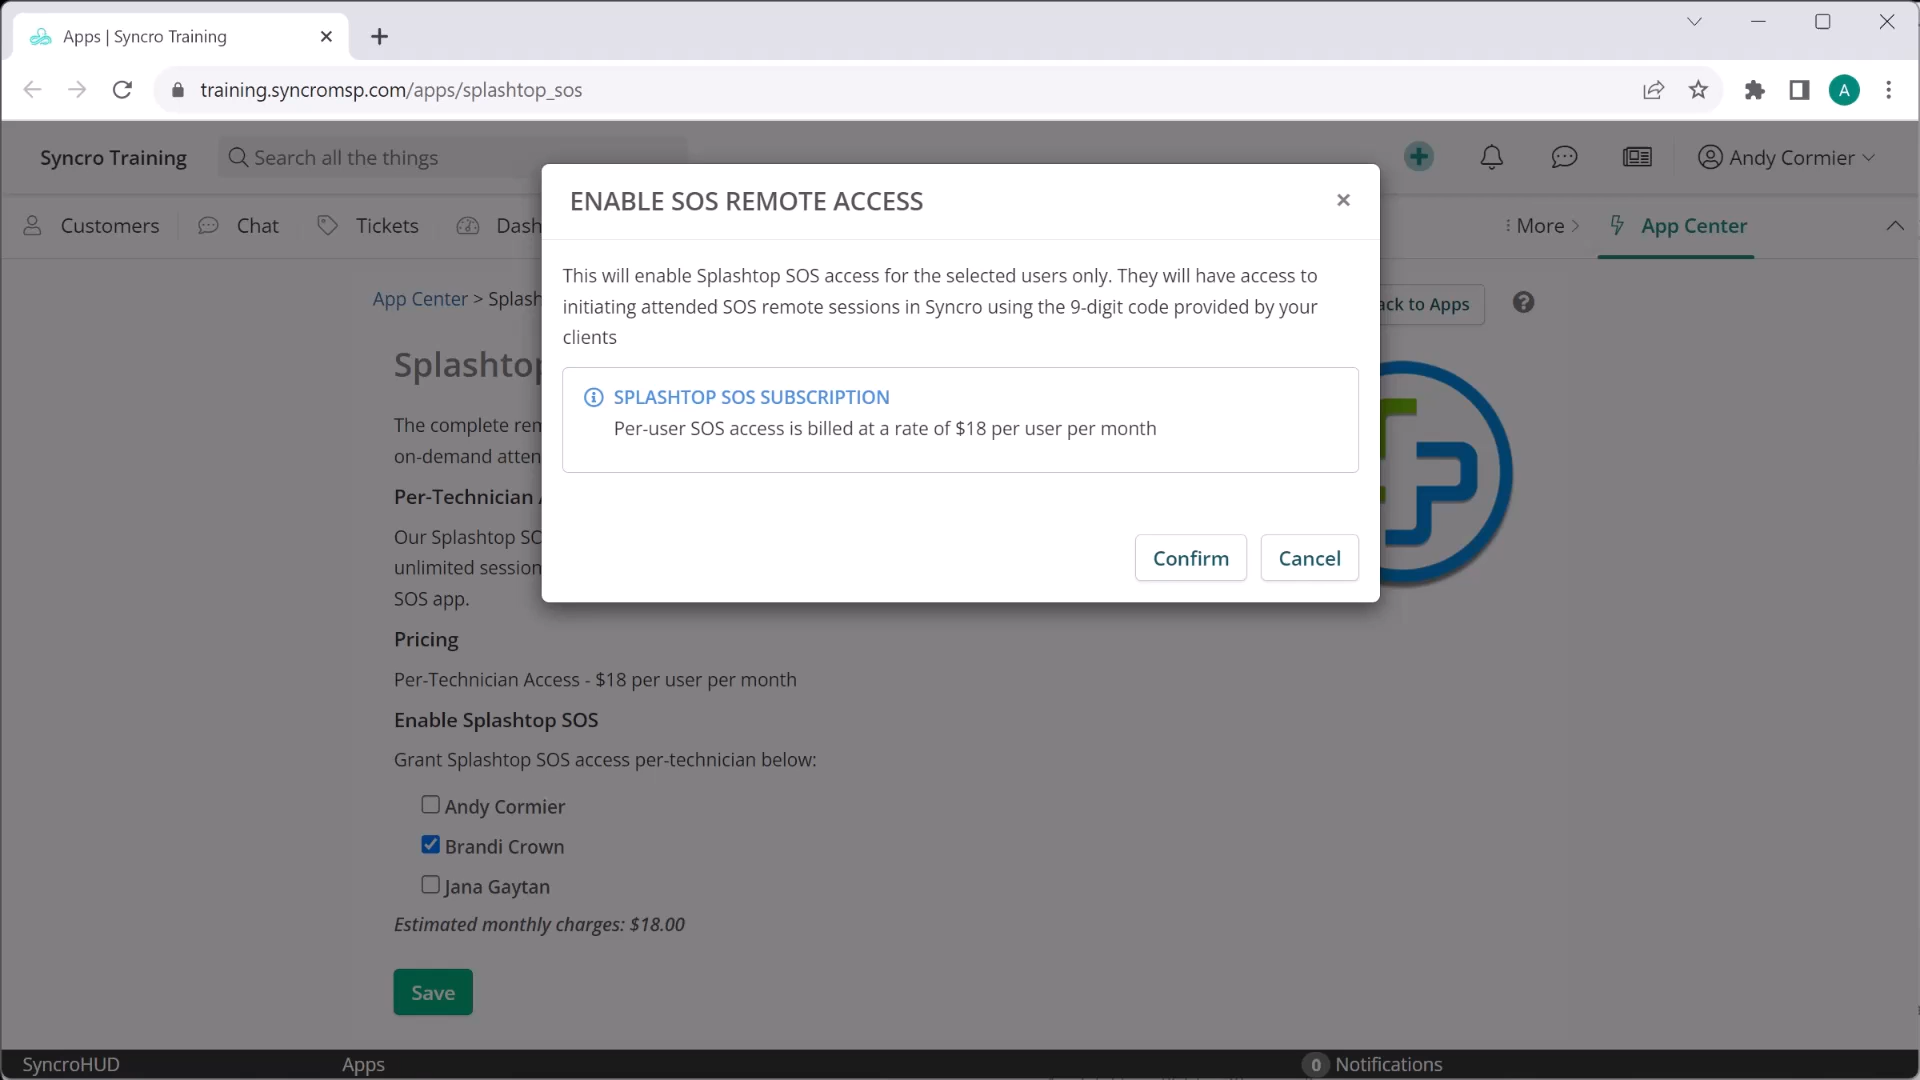 Apps | Syncro Training
training.syncromsp.com/apps/splashtop_sos
A
Syncro Training
Search all the things
Andy Cormier
Customers
Chat
Tickets
Dash
More
App Center
App Center > Splash
ack to Apps
ENABLE SOS REMOTE ACCESS
This will enable Splashtop SOS access for the selected users only. They will have access to
initiating attended SOS remote sessions in Syncro using the 9-digit code provided by your
clients
SPLASHTOP SOS SUBSCRIPTION
Per-user SOS access is billed at a rate of $18 per user per month
Confirm
Cancel
Splashtop
The complete rem
on-demand atten
Per-Technician
Our Splashtop SO
unlimited session
SOS app.
Pricing
Per-Technician Access - $18 per user per month
Enable Splashtop SOS
Grant Splashtop SOS access per-technician below:
Andy Cormier
Brandi Crown
Jana Gaytan
Estimated monthly charges: $18.00
Save
SyncroHUD
Apps
0 Notifications